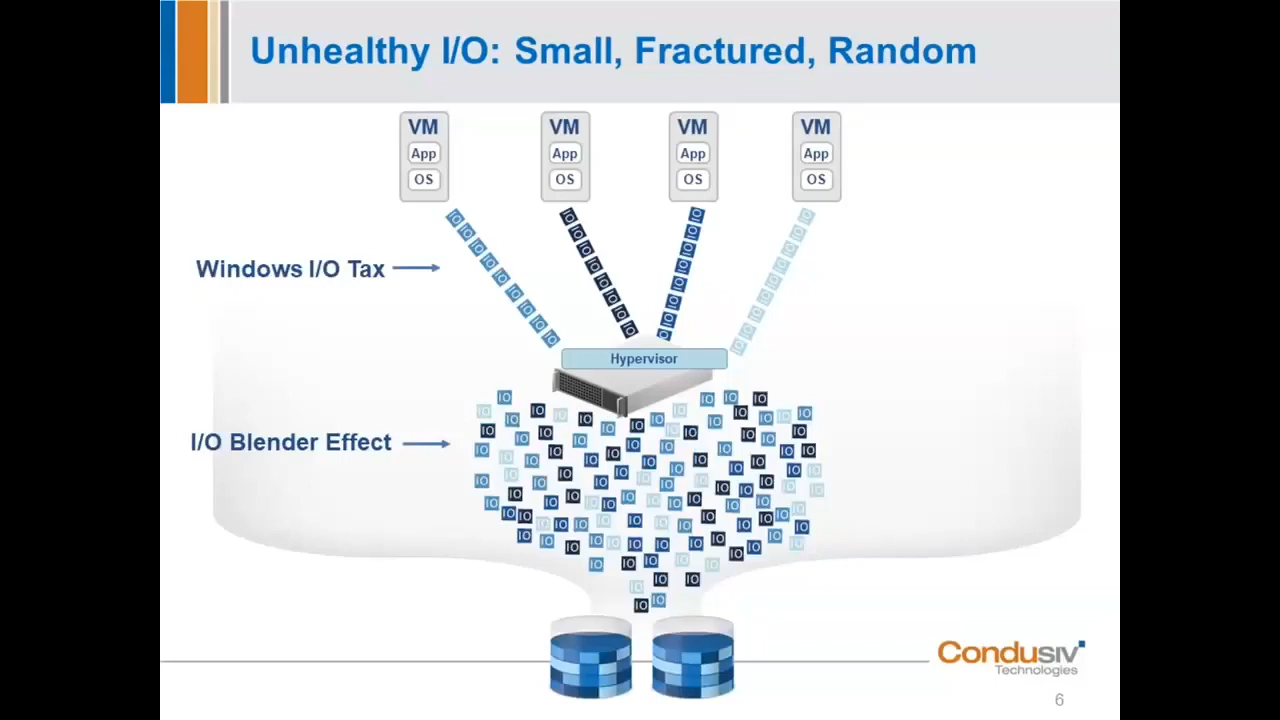 Unhealthy I/O: Small, Fractured, Random
VM VM VM VM
App App App App
OS OS OS OS
Windows I/O Tax
Hypervisor
I/O Blender Effect
Condusiv
Technologies
6